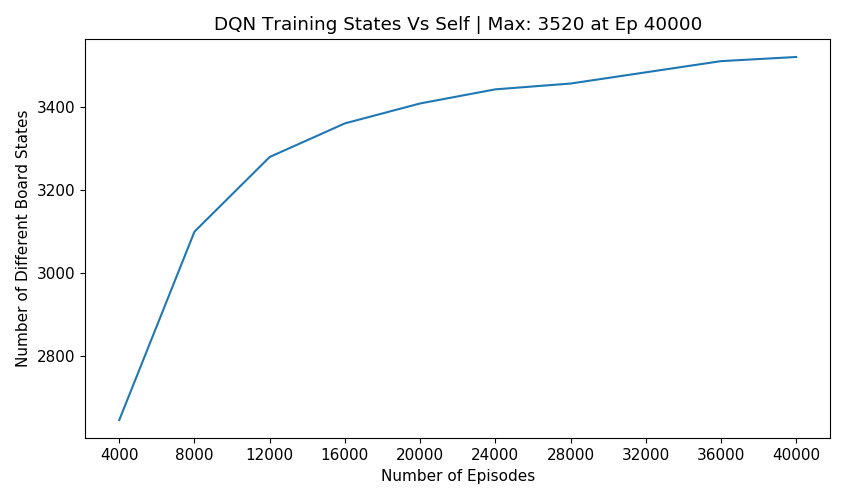 DQN Training States Vs Self | Max: 3520 at Ep 40000
Number of Different Board States
3400
3200
3000
2800
4000 8000 12000 16000 20000 24000 28000 32000 36000 40000
Number of Episodes